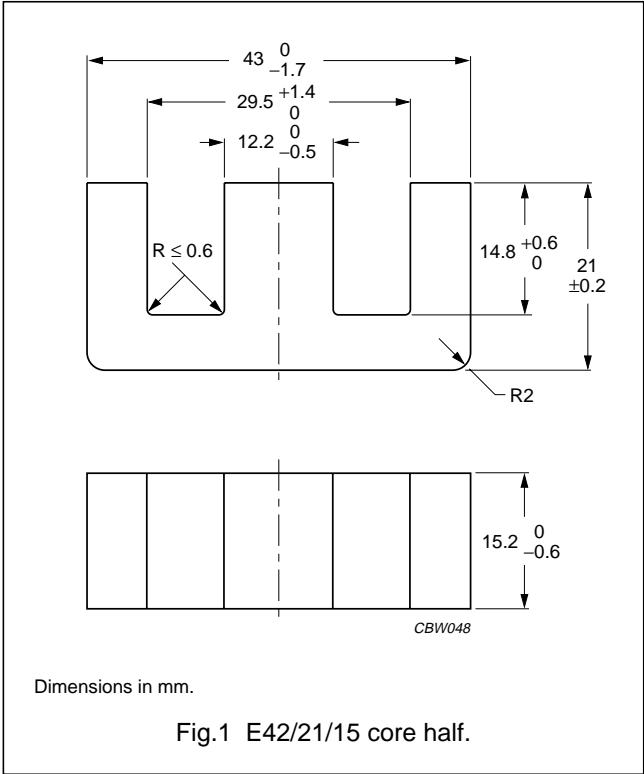 43 0
−1.7
29.5 +1.4
0
12.2 0
−0.5
R ≤ 0.6
14.8 +0.6
0
21
±0.2
R2
15.2 0
−0.6
CBW048
Dimensions in mm.
Fig.1 E42/21/15 core half.